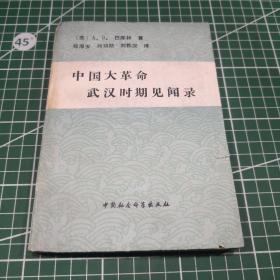 45
A. B. 巴库林 著
郑厚安 刘功勋 刘佐汉 译
中国大革命
武汉时期见闻录
中国社会科学出版社